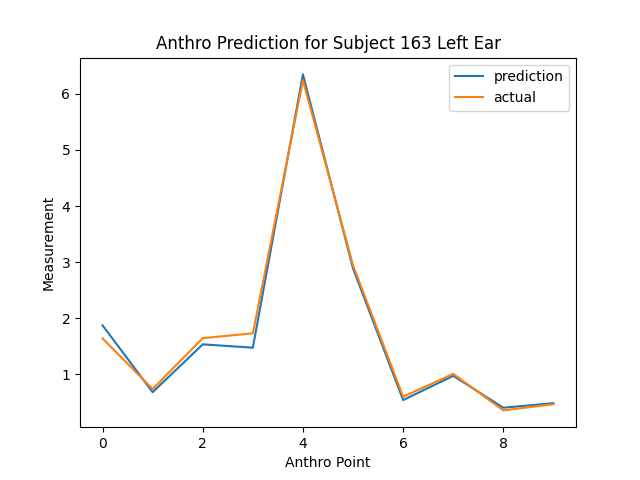 Anthro Prediction for Subject 163 Left Ear
prediction
actual
Measurement
6
5
4
3
2
1
0 2 4 6 8
Anthro Point